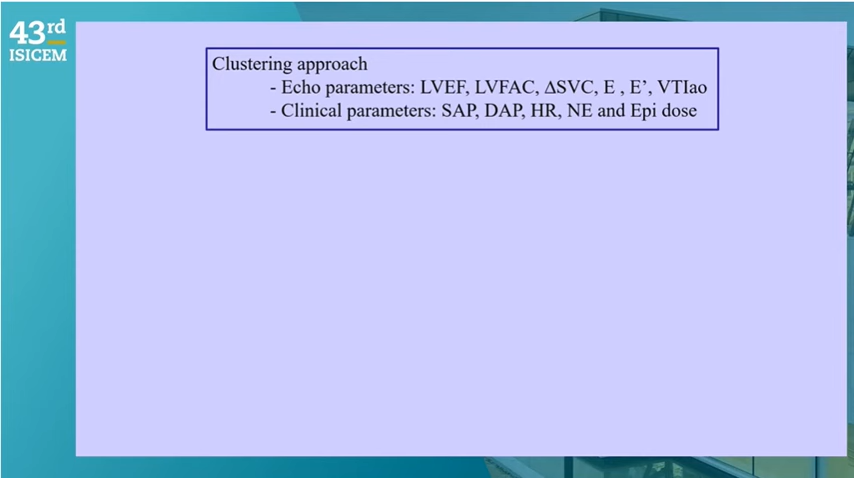 43rd
ISICEM
Clustering approach
- Echo parameters: LVEF, LVFAC, ΔSVC, E , E’, VTIao
- Clinical parameters: SAP, DAP, HR, NE and Epi dose